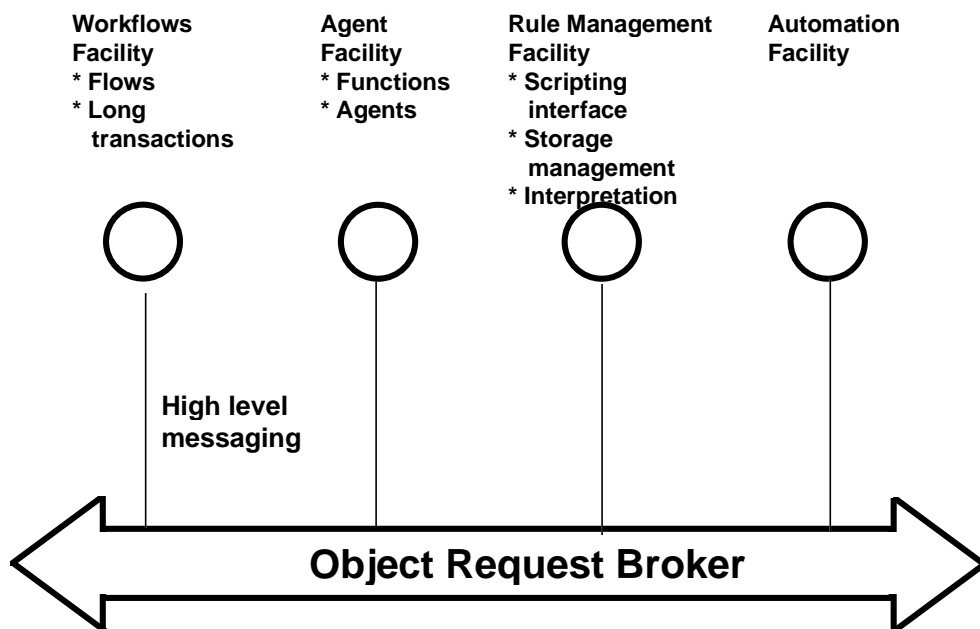 Workflows
Facility
* Flows
* Long
transactions
Agent
Facility
* Functions
* Agents
Rule Management
Facility
* Scripting
interface
* Storage
management
* Interpretation
Automation
Facility
High level
messaging
Object Request Broker